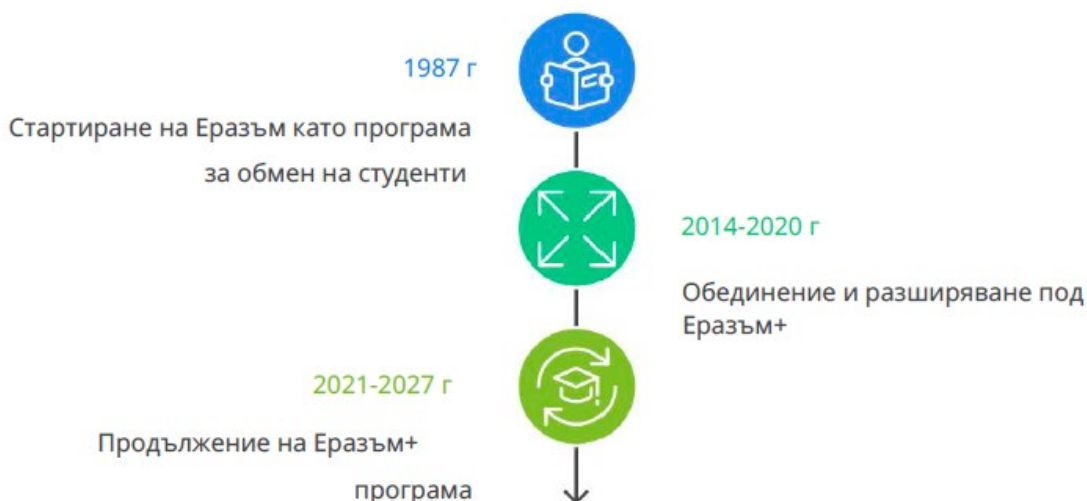 1987 г
Стартиране на Еразъм като програма
за обмен на студенти
2014-2020 г
Обединение и разширяване под
Еразъм+
2021-2027 г
Продължение на Еразъм+
програма